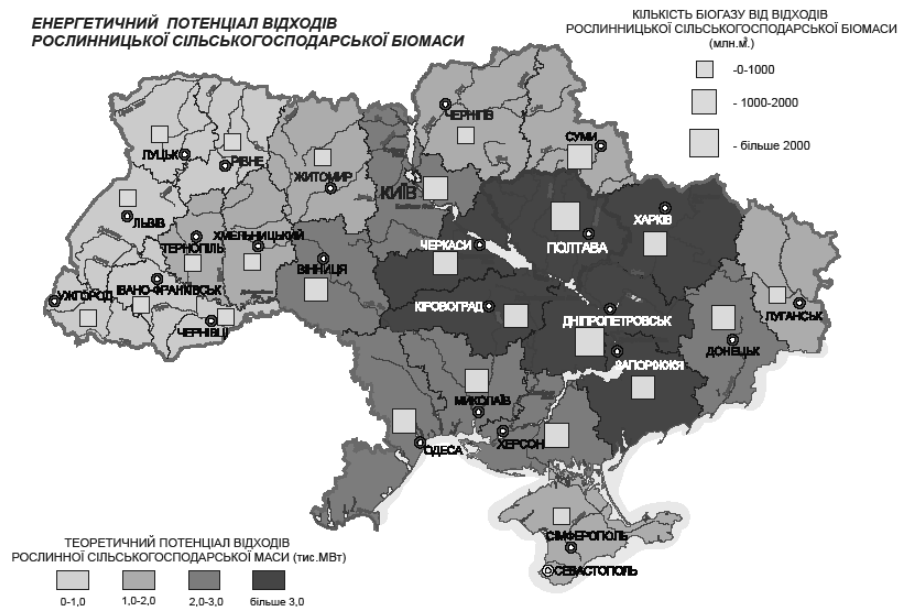 ЕНЕРГЕТИЧНИЙ ПОТЕНЦІАЛ ВІДХОДІВ
РОСЛИННИЦЬКОЇ СІЛЬСЬКОГОСПОДАРСЬКОЇ БІОМАСИ
КІЛЬКІСТЬ БІОГАЗУ ВІД ВІДХОДІВ
РОСЛИННИЦЬКОЇ СІЛЬСЬКОГОСПОДАРСЬКОЇ БІОМАСИ
(млн.м³.)
-0-1000
- 1000-2000
- більше 2000
ЧЕРНІГІВ
СУМИ
ЛУЦЬК
РІВНЕ
ЖИТОМИР
КИЇВ
ЛЬВІВ
ТЕРНОПІЛЬ
ХМЕЛЬНИЦЬКИЙ
ВІННИЦЯ
ЧЕРКАСИ
ПОЛТАВА
ХАРКІВ
УЖГОРОД
ІВАНО-ФРАНКІВСЬК
ЧЕРНІВЦІ
КІРОВОГРАД
ДНІПРОПЕТРОВСЬК
ЛУГАНСЬК
ДОНЕЦЬК
ЗАПОРІЖЖЯ
МИКОЛАЇВ
ОДЕСА
ХЕРСОН
СІМФЕРОПОЛЬ
СЕВАСТОПОЛЬ
ТЕОРЕТИЧНИЙ ПОТЕНЦІАЛ ВІДХОДІВ
РОСЛИННОЇ СІЛЬСЬКОГОСПОДАРСЬКОЇ МАСИ (тис.МВт)
0-1,0
1,0-2,0
2,0-3,0
більше 3,0